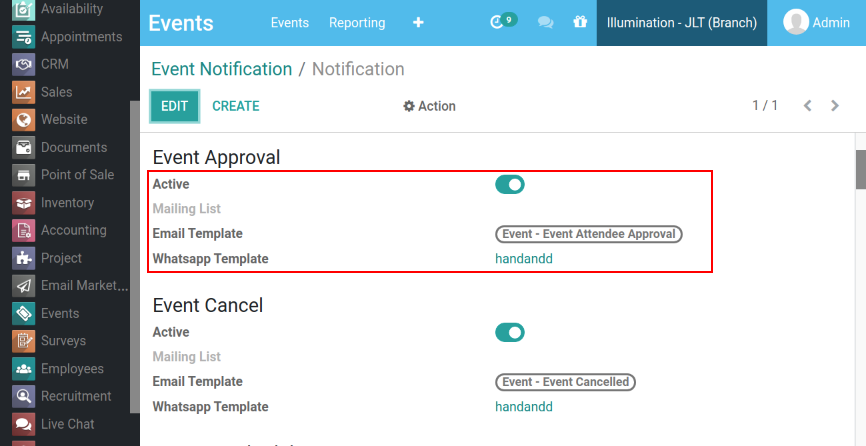 Availability
Appointments
CRM
Sales
Website
Documents
Point of Sale
Inventory
Accounting
Project
Email Market...
Events
Surveys
Employees
Recruitment
Live Chat
Events Events Reporting + 9 Illumination - JLT (Branch) Admin
Event Notification / Notification
EDIT CREATE Action 1 / 1
Event Approval
Active
Mailing List
Email Template Event - Event Attendee Approval
Whatsapp Template handandd
Event Cancel
Active
Mailing List
Email Template Event - Event Cancelled
Whatsapp Template handandd